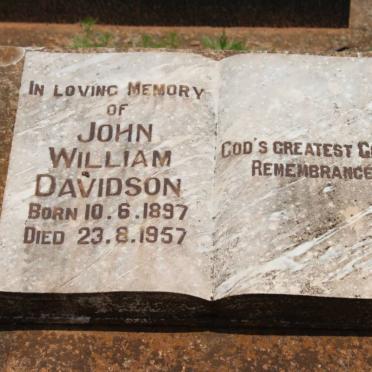 In Loving Memory
of
John
William
Davidson
Born 10.6.1897
Died 23.8.1957
God's greatest
Remembrance